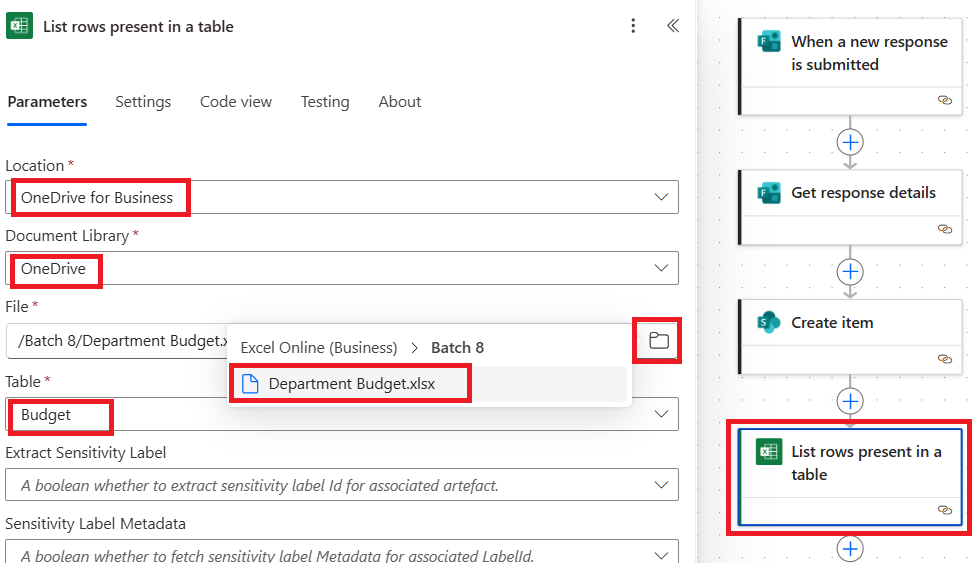 List rows present in a table
Parameters Settings Code view Testing About
Location *
OneDrive for Business
Document Library *
OneDrive
File *
/Batch 8/Department Budget.x
Excel Online (Business) > Batch 8
Department Budget.xlsx
Table *
Budget
Extract Sensitivity Label
A boolean whether to extract sensitivity label Id for associated artefact.
Sensitivity Label Metadata
A boolean whether to fetch sensitivity label Metadata for associated LabelId.
When a new response
is submitted
Get response details
Create item
List rows present in a
table